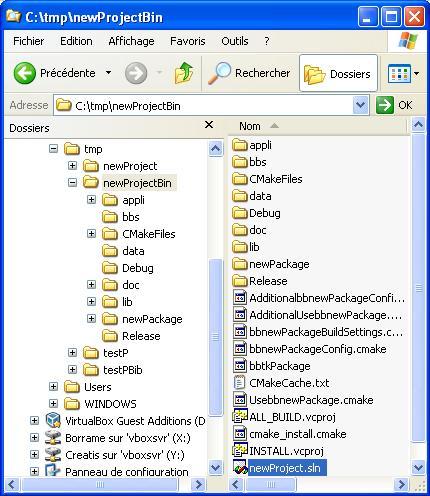 C:\tmp\newProjectBin
Fichier Edition Affichage Favoris Outils ?
Précédente Rechercher Dossiers
Adresse C:\tmp\newProjectBin OK
Dossiers
tmp
newProject
newProjectBin
appli
bbs
CMakeFiles
data
Debug
doc
lib
newPackage
Release
testP
testPBib
Users
WINDOWS
VirtualBox Guest Additions (D
Borrame sur 'vboxsvr' (X:)
Creatis sur 'vboxsvr' (Y:)
Panneau de configuration
Nom
appli
bbs
CMakeFiles
data
Debug
doc
lib
newPackage
Release
AdditionalbbnewPackageConfi...
AdditionalUsebbnewPackage....
bbnewPackageBuildSettings.c...
bbnewPackageConfig.cmake
bbtkPackage
CMakeCache.txt
UsebbnewPackage.cmake
ALL_BUILD.vcproj
cmake_install.cmake
INSTALL.vcproj
newProject.sln